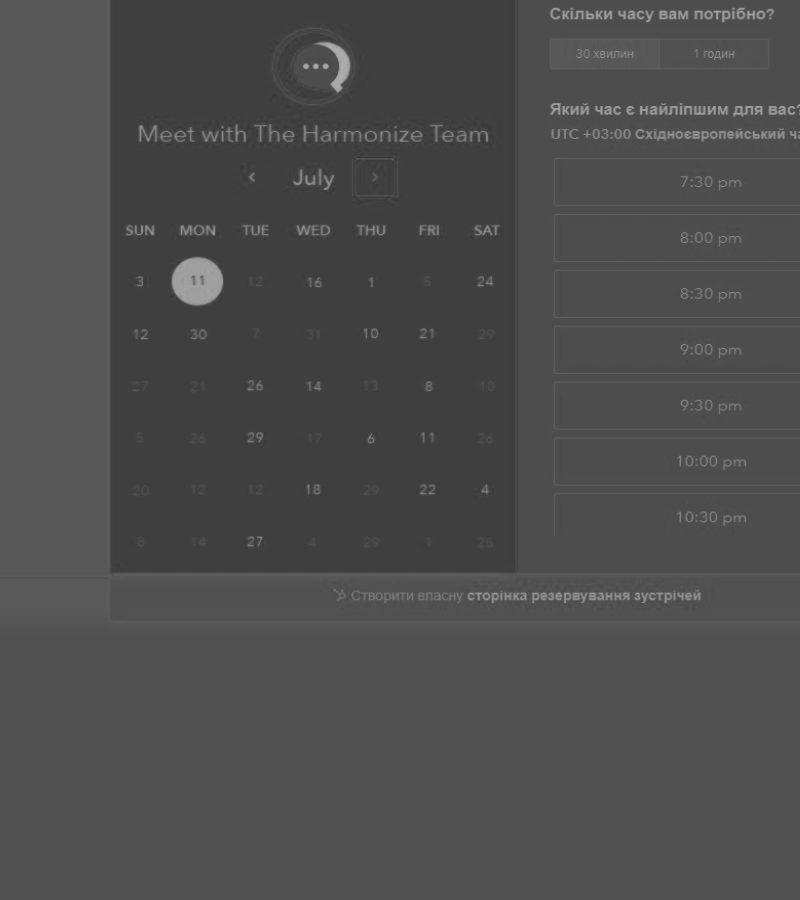 Meet with The Harmonize Team
July
SUN MON TUE WED THU FRI SAT
3 11 12 16 1 5 24
12 30 7 31 10 21 29
27 21 26 14 13 8 10
5 26 29 17 6 11 26
20 12 12 18 29 22 4
8 14 27 4 29 1 25
Скільки часу вам потрібно?
30 хвилин 1 годин
Який час є найліпшим для вас?
UTC +03:00 Східноєвропейський
7:30 pm
8:00 pm
8:30 pm
9:00 pm
9:30 pm
10:00 pm
10:30 pm
Створити власну сторінка резервування зустрічей